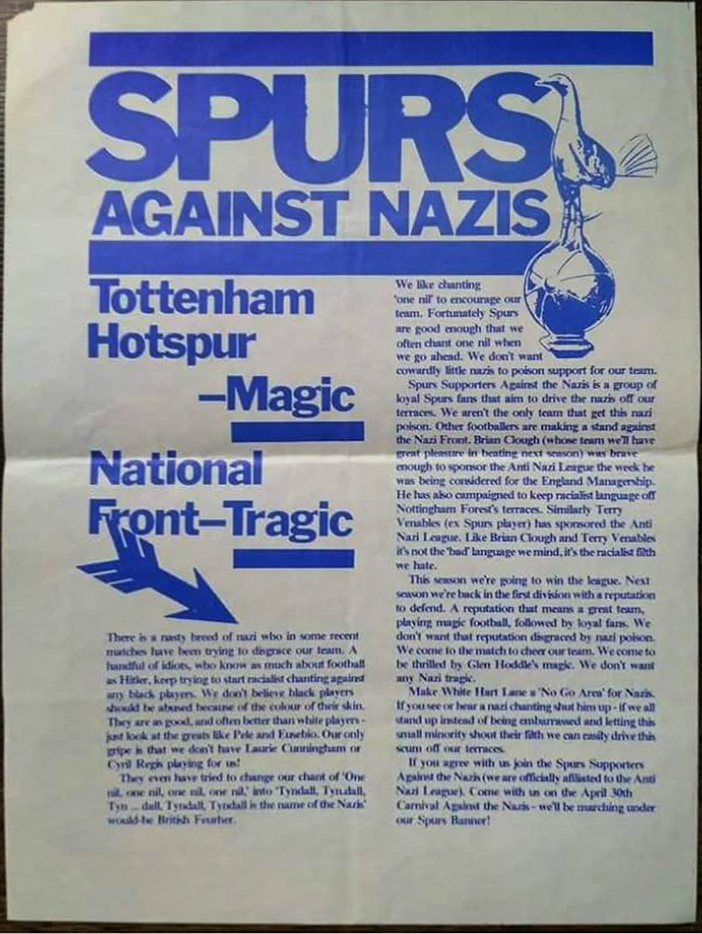 SPURS
AGAINST NAZIS
Tottenham
Hotspur
–Magic
National
Front–Tragic
There is a nasty breed of nazi who in some recent
matches have been trying to disgrace our team. A
handful of idiots, who know as much about football
as Hitler, keep trying to start racialist chanting against
any black players. We don't believe black players
should be abused because of the colour of their skin.
They are as good, and often better than white players -
just look at the greats like Pele and Eusebio. Our only
gripe is that we don't have Laurie Cunningham or
Cyril Regis playing for us!
They even have tried to change our chant of 'One
nil, one nil, one nil, one nil,' into 'Tyndall, Tyndall,
Tyn ... dall, Tyndall, Tyndall is the name of the Nazis'
would-be British Feurher.
We like chanting
'one nil' to encourage our
team. Fortunately Spurs
are good enough that we
often chant one nil when
we go ahead. We don't want
cowardly little nazis to poison support for our team.
Spurs Supporters Against the Nazis is a group of
loyal Spurs fans that aim to drive the nazis off our
terraces. We aren't the only team that get this nazi
poison. Other footballers are making a stand against
the Nazi Front. Brian Clough (whose team we'll have
great pleasure in beating next season) was brave
enough to sponsor the Anti Nazi League the week he
was being considered for the England Managership.
He has also campaigned to keep racialist language off
Nottingham Forest's terraces. Similarly Terry
Venables (ex Spurs player) has sponsored the Anti
Nazi League. Like Brian Clough and Terry Venables
it's not the 'bad' language we mind, it's the racialist filth
we hate.
This season we're going to win the league. Next
season we're back in the first division with a reputation
to defend. A reputation that means a great team,
playing magic football, followed by loyal fans. We
don't want that reputation disgraced by nazi poison.
We come to the match to cheer our team. We come to
be thrilled by Glen Hoddle's magic. We don't want
any Nazi tragic.
Make White Hart Lane a 'No Go Area' for Nazis.
If you see or hear a nazi chanting shut him up - if we all
stand up instead of being embarrassed and letting this
small minority shout their filth we can easily drive this
scum off our terraces.
If you agree with us join the Spurs Supporters
Against the Nazis (we are officially affiliated to the Anti
Nazi League). Come with us on the April 30th
Carnival Against the Nazis - we'll be marching under
our Spurs Banner!